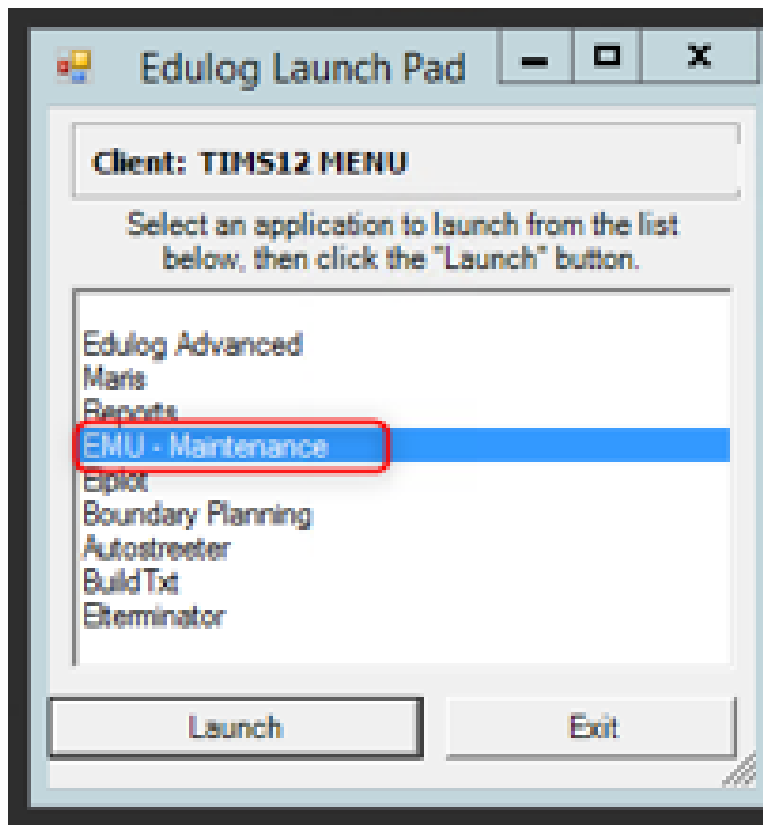 Edulog Launch Pad
Client: TIMS12 MENU
Select an application to launch from the list
below, then click the "Launch" button.
Edulog Advanced
Maris
Reports
EMU - Maintenance
Elplot
Boundary Planning
Autostreeter
BuildTxt
Elterminator
Launch
Exit